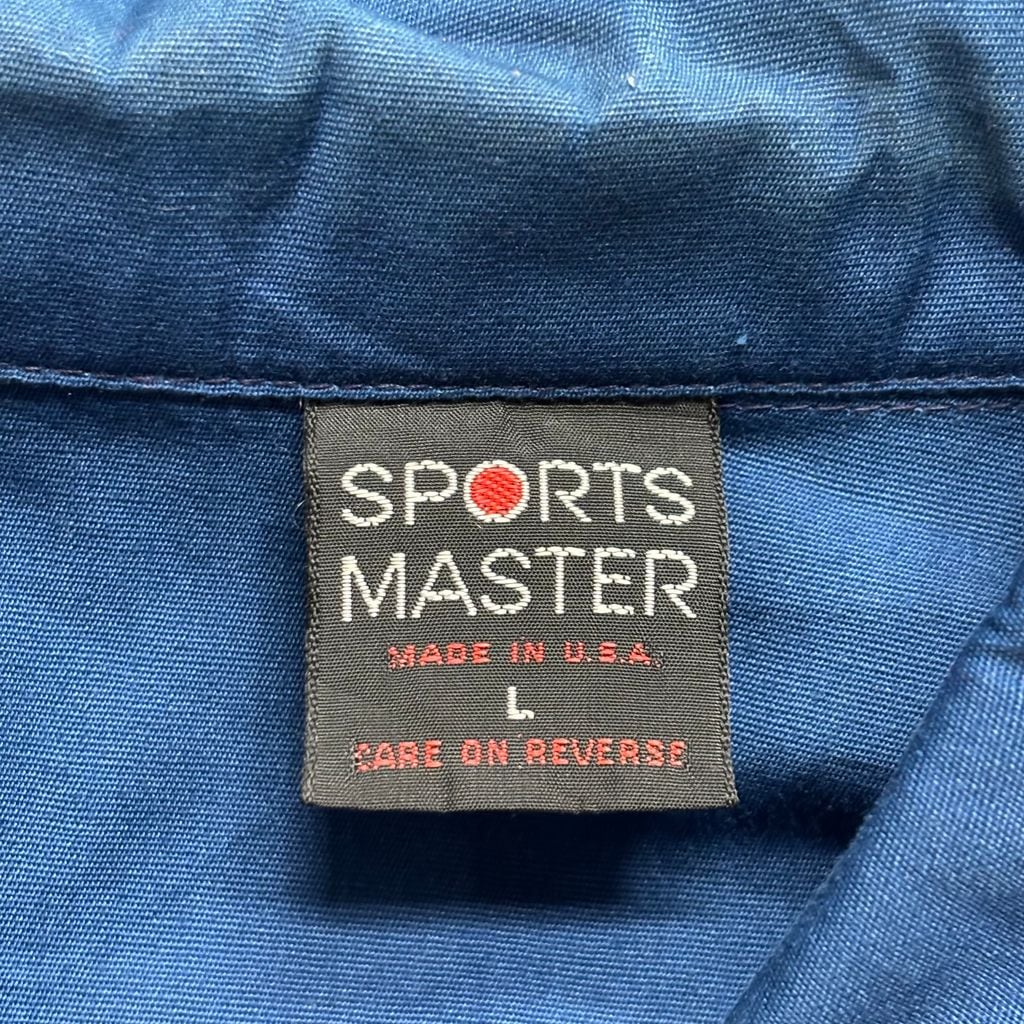 SPORTS
MASTER
MADE IN U.S.A.
L
CARE ON REVERSE